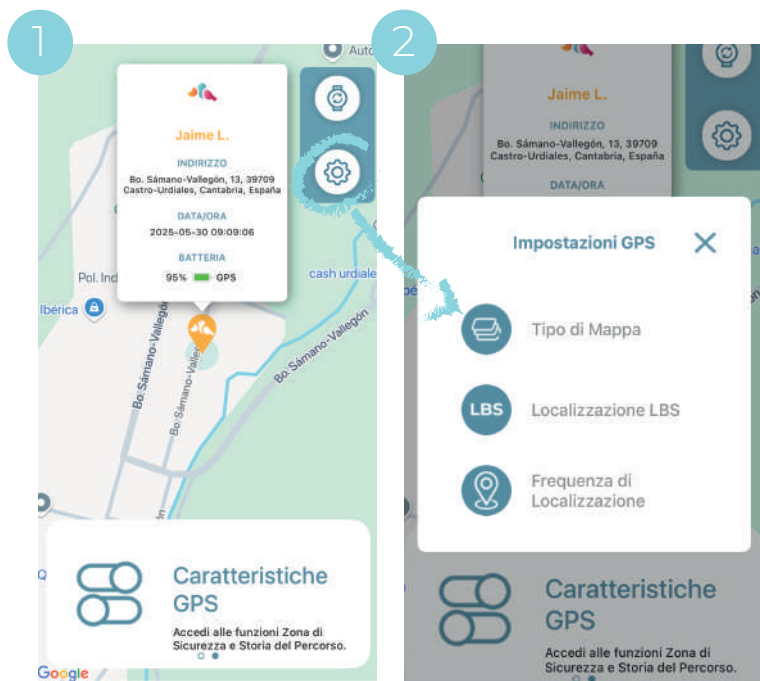 1
Auto
Jaime L.
INDIRIZZO
Bo. Sámano-Vallegón, 13, 39709
Castro-Urdiales, Cantabria, España
DATA/ORA
2025-05-30 09:09:06
BATTERIA
95% GPS
Pol. Ind
cash urdiale
Ibérica
Bo. Sámano-Vallegón
Bo. Sámano-Valleg
Bo. Sámano-Vallegón
Caratteristiche
GPS
Accedi alle funzioni Zona di
Sicurezza e Storia del Percorso.
Google
2
Jaime L.
INDIRIZZO
Bo. Sámano-Vallegón, 13, 39709
Castro-Urdiales, Cantabria, España
DATA/ORA
Impostazioni GPS
Tipo di Mappa
LBS
Localizzazione LBS
Frequenza di
Localizzazione
Caratteristiche
GPS
Accedi alle funzioni Zona di
Sicurezza e Storia del Percorso.